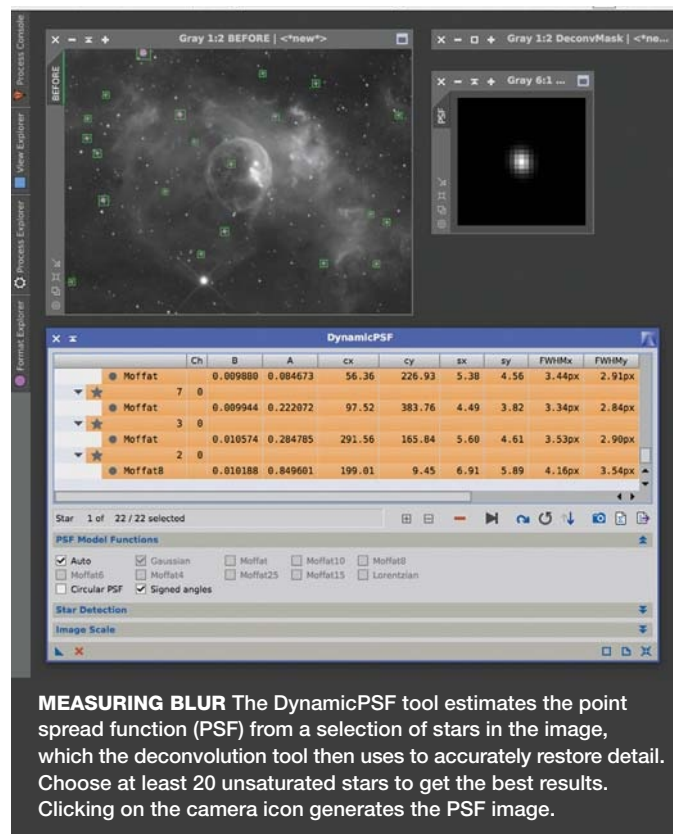 Process Console
View Explorer
Process Explorer
Format Explorer
Gray 1:2 BEFORE | <*new*>
BEFORE
Gray 1:2 DeconvMask | <*ne...
Gray 6:1 ...
PSF
DynamicPSF
Ch B A cx cy sx sy FWHMx FWHMy
Moffat 0.009880 0.084673 56.36 226.93 5.38 4.56 3.44px 2.91px
7 0
Moffat 0.009944 0.222072 97.52 383.76 4.49 3.82 3.34px 2.84px
3 0
Moffat 0.010574 0.284785 291.56 165.84 5.60 4.61 3.53px 2.90px
2 0
Moffat8 0.010188 0.849601 199.01 9.45 6.91 5.89 4.16px 3.54px
Star 1 of 22/22 selected
PSF Model Functions
Auto Gaussian Moffat Moffat10 Moffat8
Moffat6 Moffat4 Moffat25 Moffat15 Lorentzian
Circular PSF Signed angles
Star Detection
Image Scale
MEASURING BLUR The DynamicPSF tool estimates the point
spread function (PSF) from a selection of stars in the image,
which the deconvolution tool then uses to accurately restore detail.
Choose at least 20 unsaturated stars to get the best results.
Clicking on the camera icon generates the PSF image.